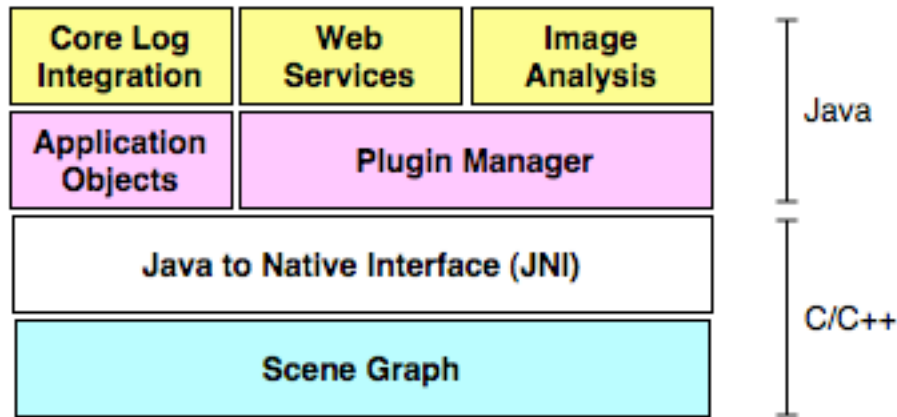 Core Log
Integration
Web
Services
Image
Analysis
Java
Application
Objects
Plugin Manager
Java to Native Interface (JNI)
C/C++
Scene Graph